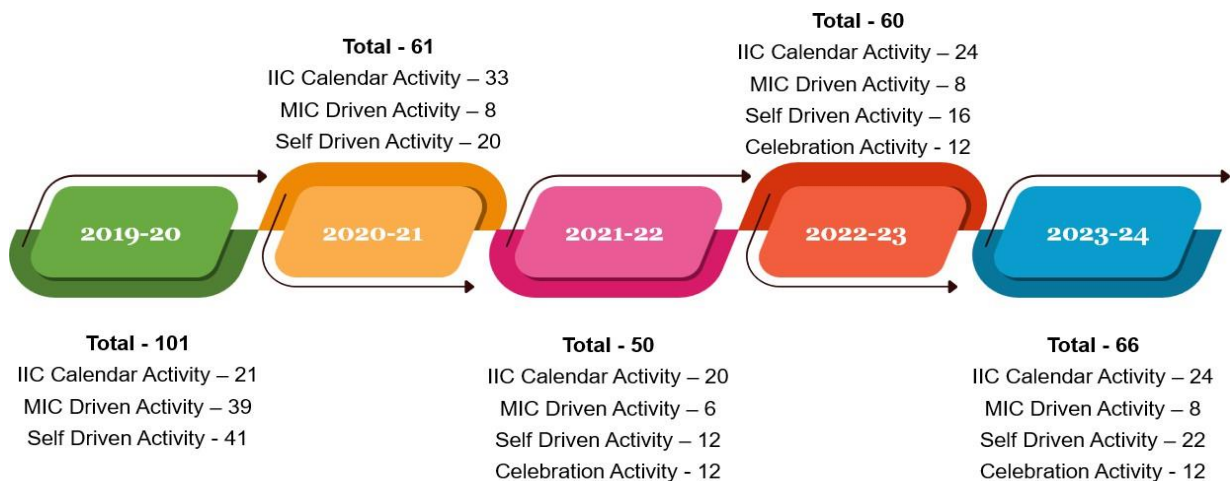 Total - 61
IIC Calendar Activity – 33
MIC Driven Activity – 8
Self Driven Activity – 20
Total - 60
IIC Calendar Activity – 24
MIC Driven Activity – 8
Self Driven Activity – 16
Celebration Activity - 12
2019-20
2020-21
2021-22
2022-23
2023-24
Total - 101
IIC Calendar Activity – 21
MIC Driven Activity – 39
Self Driven Activity - 41
Total - 50
IIC Calendar Activity – 20
MIC Driven Activity – 6
Self Driven Activity – 12
Celebration Activity - 12
Total - 66
IIC Calendar Activity – 24
MIC Driven Activity – 8
Self Driven Activity – 22
Celebration Activity - 12